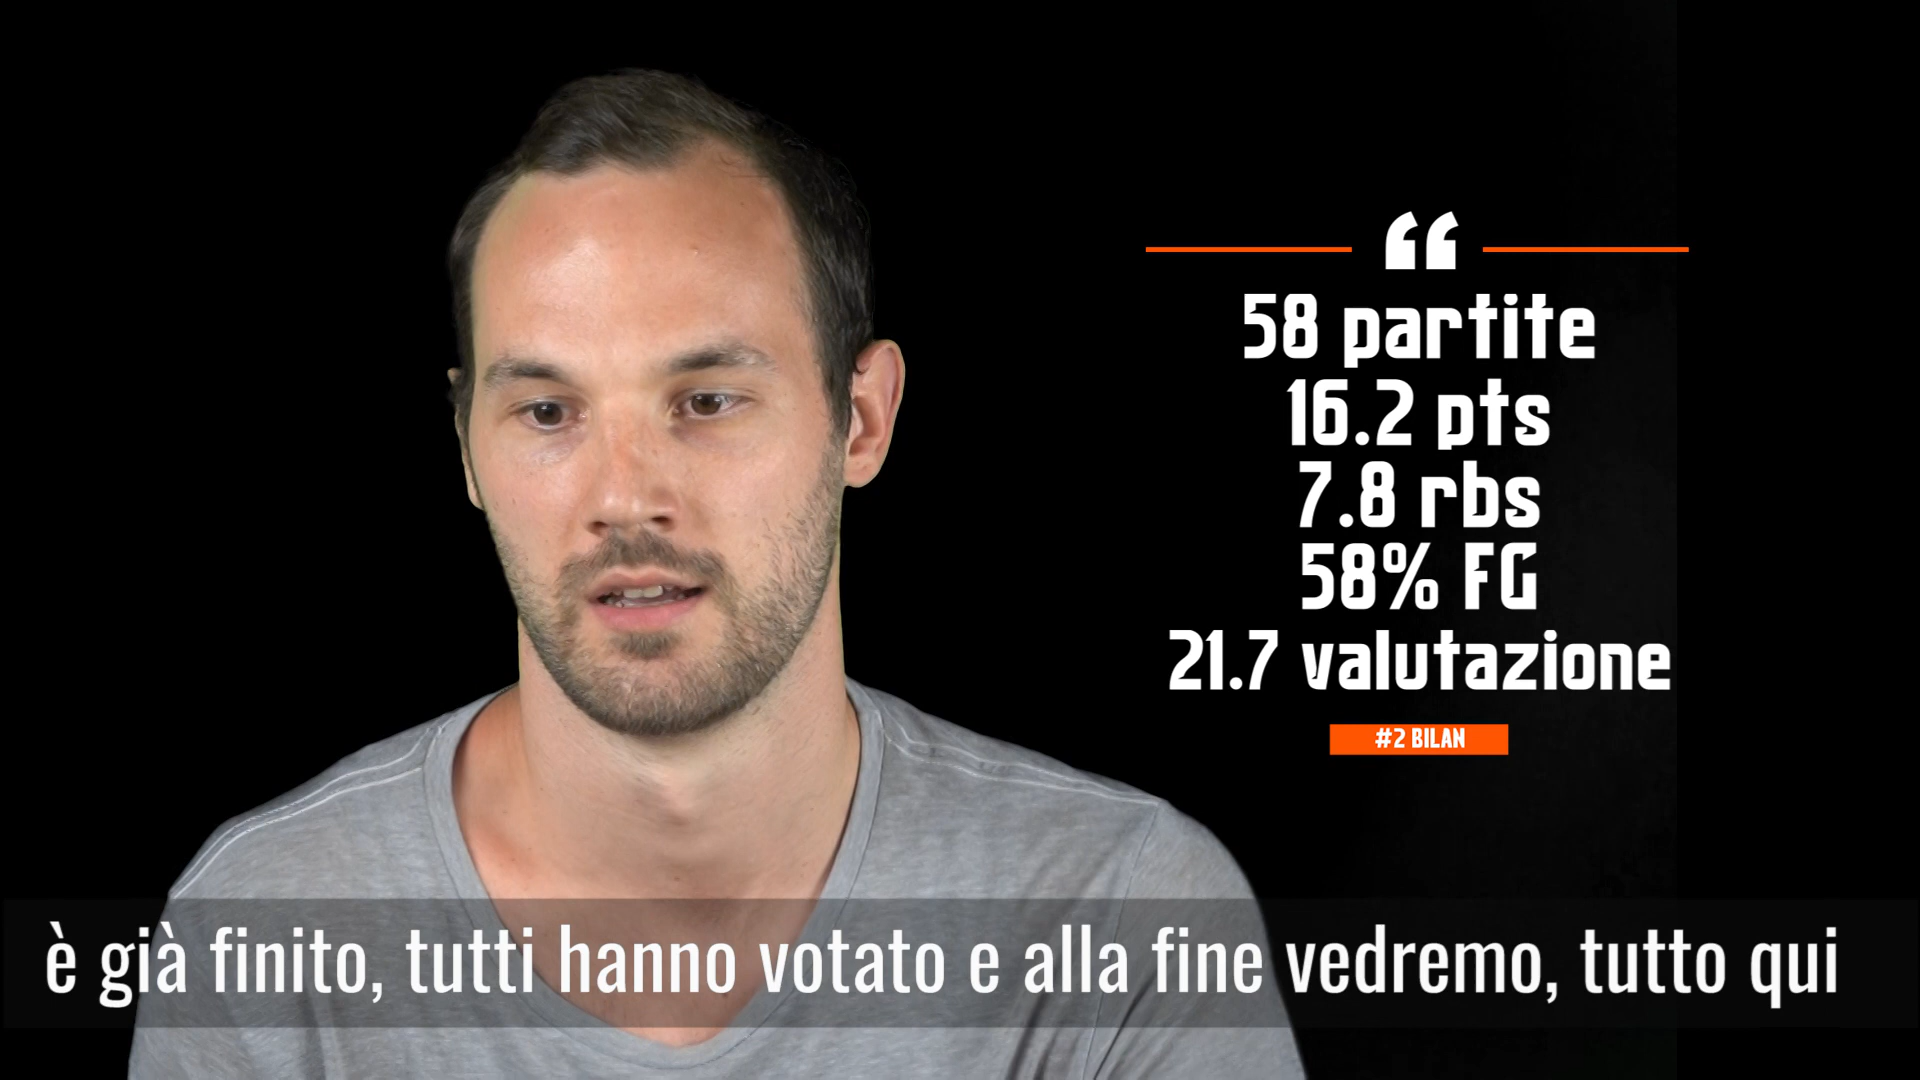 “
58 partite
16.2 pts
7.8 rbs
58% FG
21.7 valutazione
#2 BILAN
è già finito, tutti hanno votato e alla fine vedremo, tutto qui